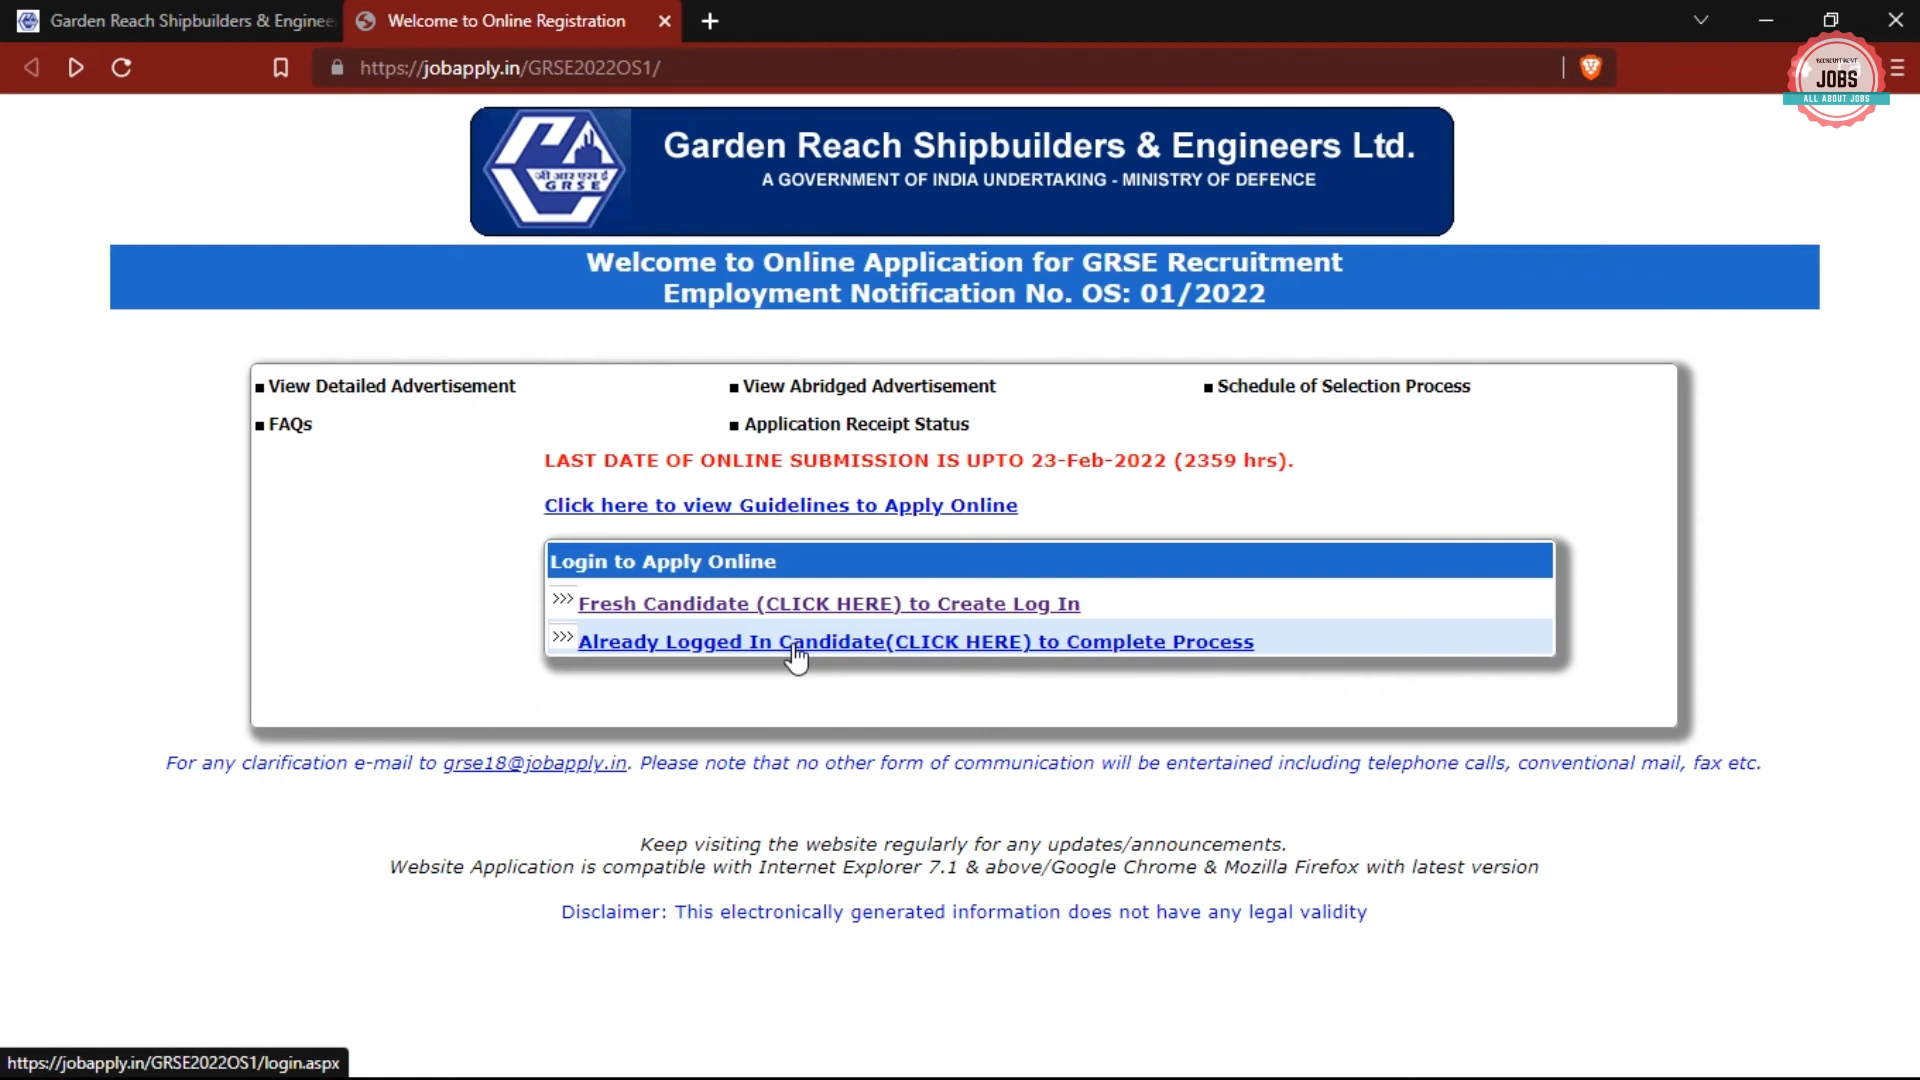 Garden Reach Shipbuilders & Enginee
Welcome to Online Registration
https://jobapply.in/GRSE2022OS1/
RECRUITMENT
JOBS
ALL ABOUT JOBS
जी आर एस ई
GRSE
Garden Reach Shipbuilders & Engineers Ltd.
A GOVERNMENT OF INDIA UNDERTAKING - MINISTRY OF DEFENCE
Welcome to Online Application for GRSE Recruitment
Employment Notification No. OS: 01/2022
View Detailed Advertisement
View Abridged Advertisement
Schedule of Selection Process
FAQs
Application Receipt Status
LAST DATE OF ONLINE SUBMISSION IS UPTO 23-Feb-2022 (2359 hrs).
Click here to view Guidelines to Apply Online
Login to Apply Online
>>> Fresh Candidate (CLICK HERE) to Create Log In
>>> Already Logged In Candidate(CLICK HERE) to Complete Process
For any clarification e-mail to grse18@jobapply.in. Please note that no other form of communication will be entertained including telephone calls, conventional mail, fax etc.
Keep visiting the website regularly for any updates/announcements.
Website Application is compatible with Internet Explorer 7.1 & above/Google Chrome & Mozilla Firefox with latest version
Disclaimer: This electronically generated information does not have any legal validity
https://jobapply.in/GRSE2022OS1/login.aspx